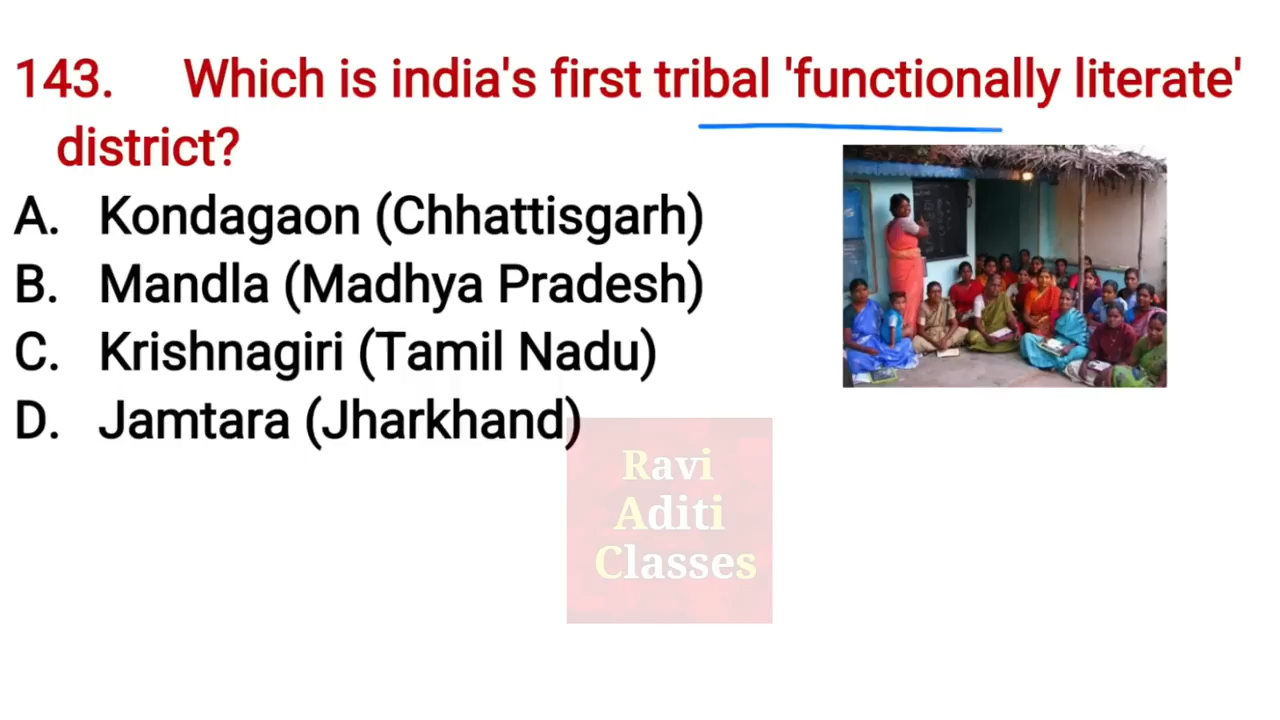 143. Which is india's first tribal 'functionally literate'
district?
A. Kondagaon (Chhattisgarh)
B. Mandla (Madhya Pradesh)
C. Krishnagiri (Tamil Nadu)
D. Jamtara (Jharkhand)
Ravi
Aditi
Classes